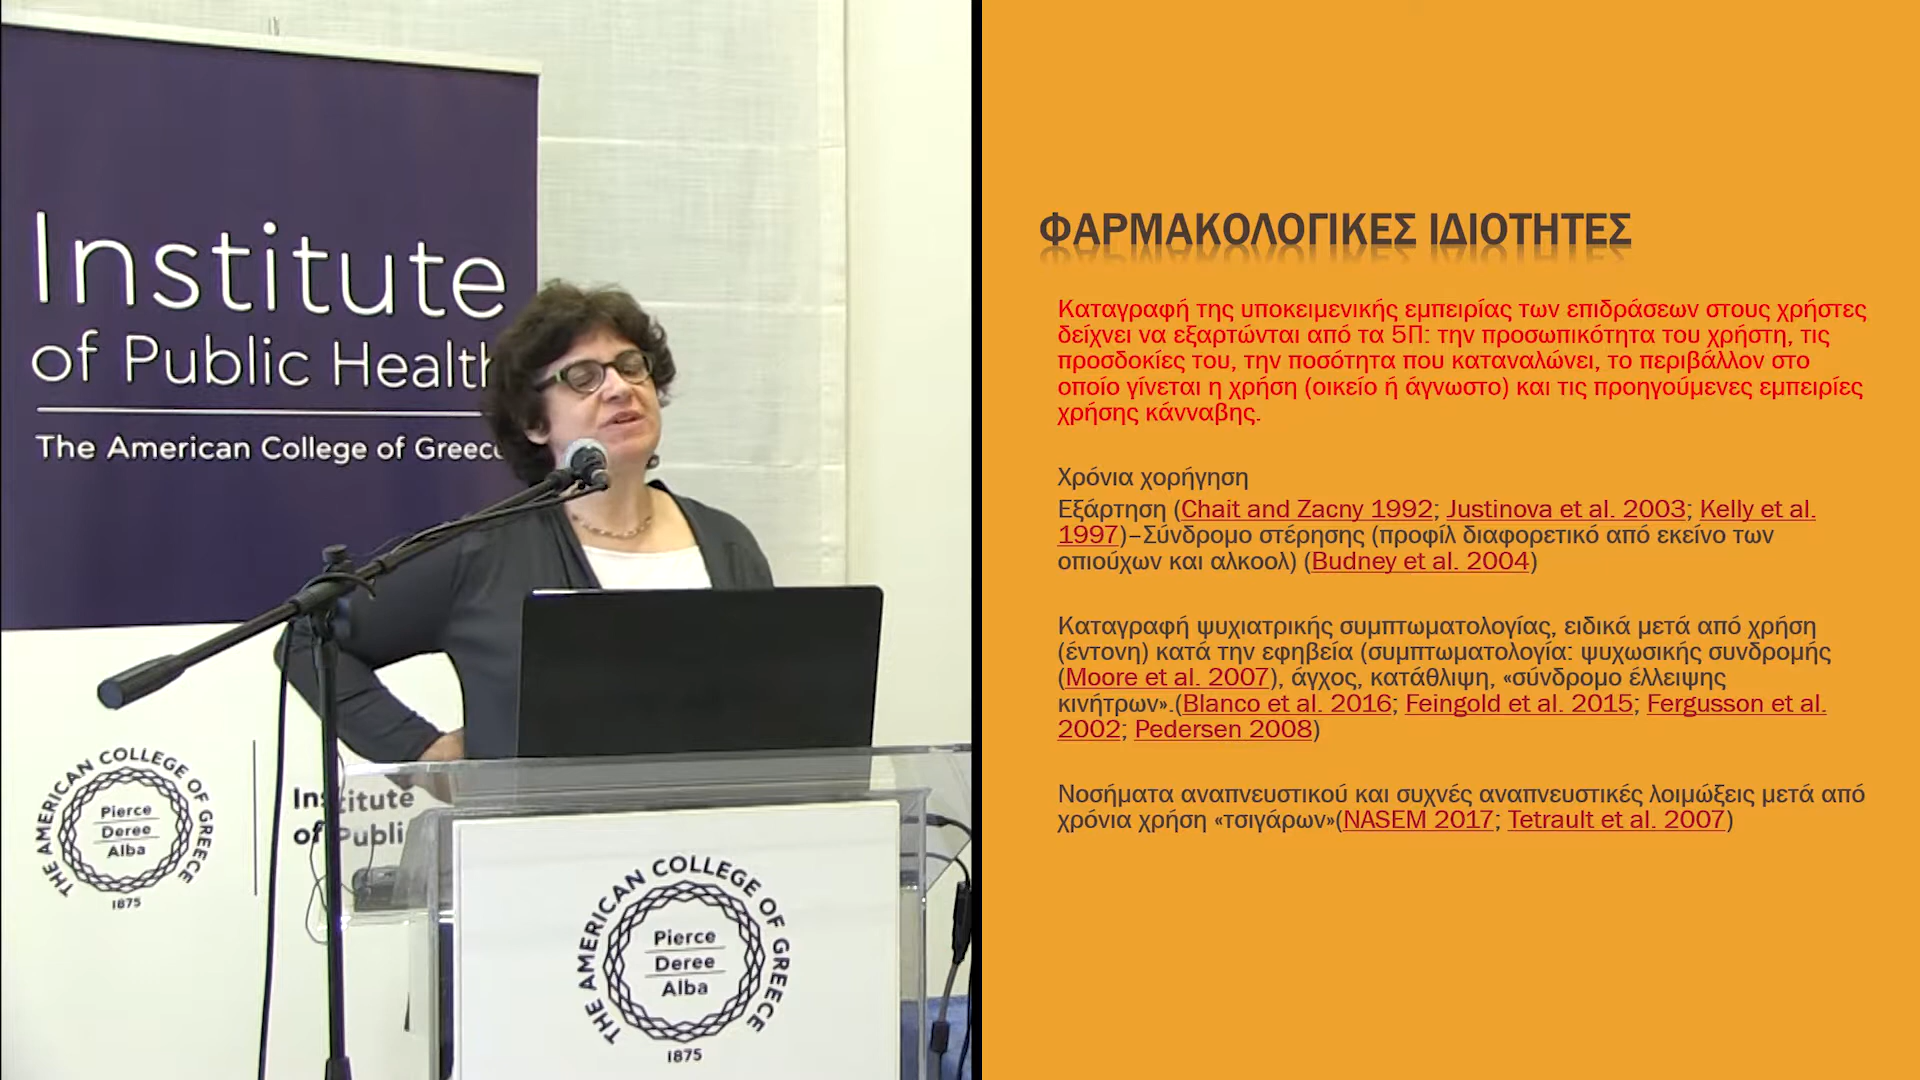 Institute
of Public Health
The American College of Greece
THE AMERICAN COLLEGE OF GREECE
Pierce
Deree
Alba
1875
Institute
of Public
THE AMERICAN COLLEGE OF GREECE
Pierce
Deree
Alba
1875
ΦΑΡΜΑΚΟΛΟΓΙΚΕΣ ΙΔΙΟΤΗΤΕΣ
Καταγραφή της υποκειμενικής εμπειρίας των επιδράσεων στους χρήστες
δείχνει να εξαρτώνται από τα 5Π: την προσωπικότητα του χρήστη, τις
προσδοκίες του, την ποσότητα που καταναλώνει, το περιβάλλον στο
οποίο γίνεται η χρήση (οικείο ή άγνωστο) και τις προηγούμενες εμπειρίες
χρήσης κάνναβης.
Χρόνια χορήγηση
Εξάρτηση (Chait and Zacny 1992; Justinova et al. 2003; Kelly et al.
1997)–Σύνδρομο στέρησης (προφίλ διαφορετικό από εκείνο των
οπιούχων και αλκοολ) (Budney et al. 2004)
Καταγραφή ψυχιατρικής συμπτωματολογίας, ειδικά μετά από χρήση
(έντονη) κατά την εφηβεία (συμπτωματολογία: ψυχωσικής συνδρομής
(Moore et al. 2007), άγχος, κατάθλιψη, «σύνδρομο έλλειψης
κινήτρων».(Blanco et al. 2016; Feingold et al. 2015; Fergusson et al.
2002; Pedersen 2008)
Νοσήματα αναπνευστικού και συχνές αναπνευστικές λοιμώξεις μετά από
χρόνια χρήση «τσιγάρων»(NASEM 2017; Tetrault et al. 2007)